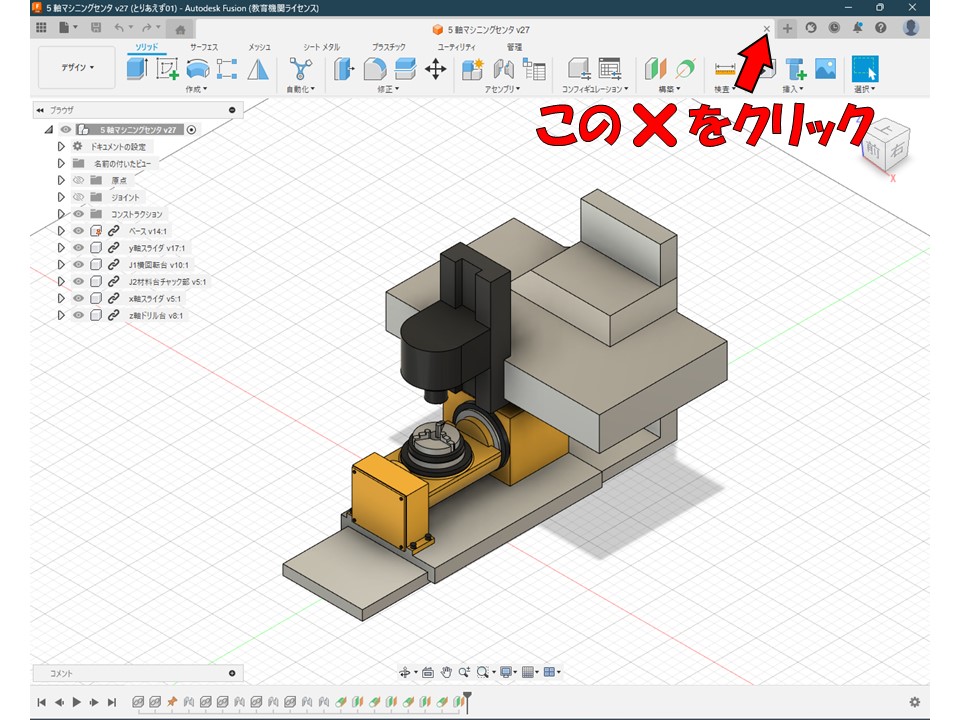 5 軸マシニングセンタ v27 (とりあえず01) - Autodesk Fusion (教育機関ライセンス)
5 軸マシニングセンタ v27
デザイン
ソリッド サーフェス メッシュ シート メタル プラスチック ユーティリティ 管理
作成 自動化 修正 アセンブリ コンフィギュレーション 構築 検査 挿入 選択
このXをクリック
ブラウザ
5 軸マシニングセンタ v27
ドキュメントの設定
名前の付いたビュー
原点
ジョイント
コンストラクション
ベース v14:1
y軸スライダ v17:1
J1横回転台 v10:1
J2材料台チャック部 v5:1
x軸スライダ v5:1
z軸ドリル台 v8:1
上
前 右
X
コメント